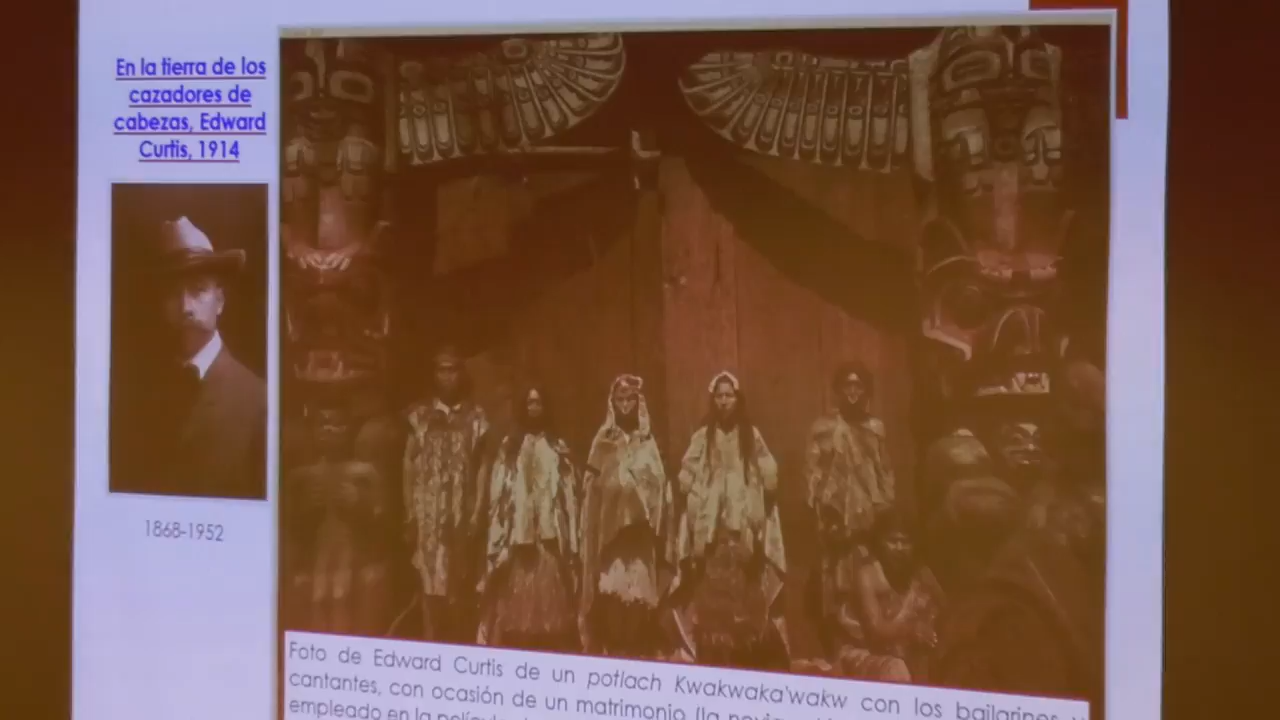 En la tierra de los
cazadores de
cabezas, Edward
Curtis, 1914
1868-1952
Foto de Edward Curtis de un potlach Kwakwaka'wakw con los bailarines y
cantantes, con ocasión de un matrimonio (la
empleado en la